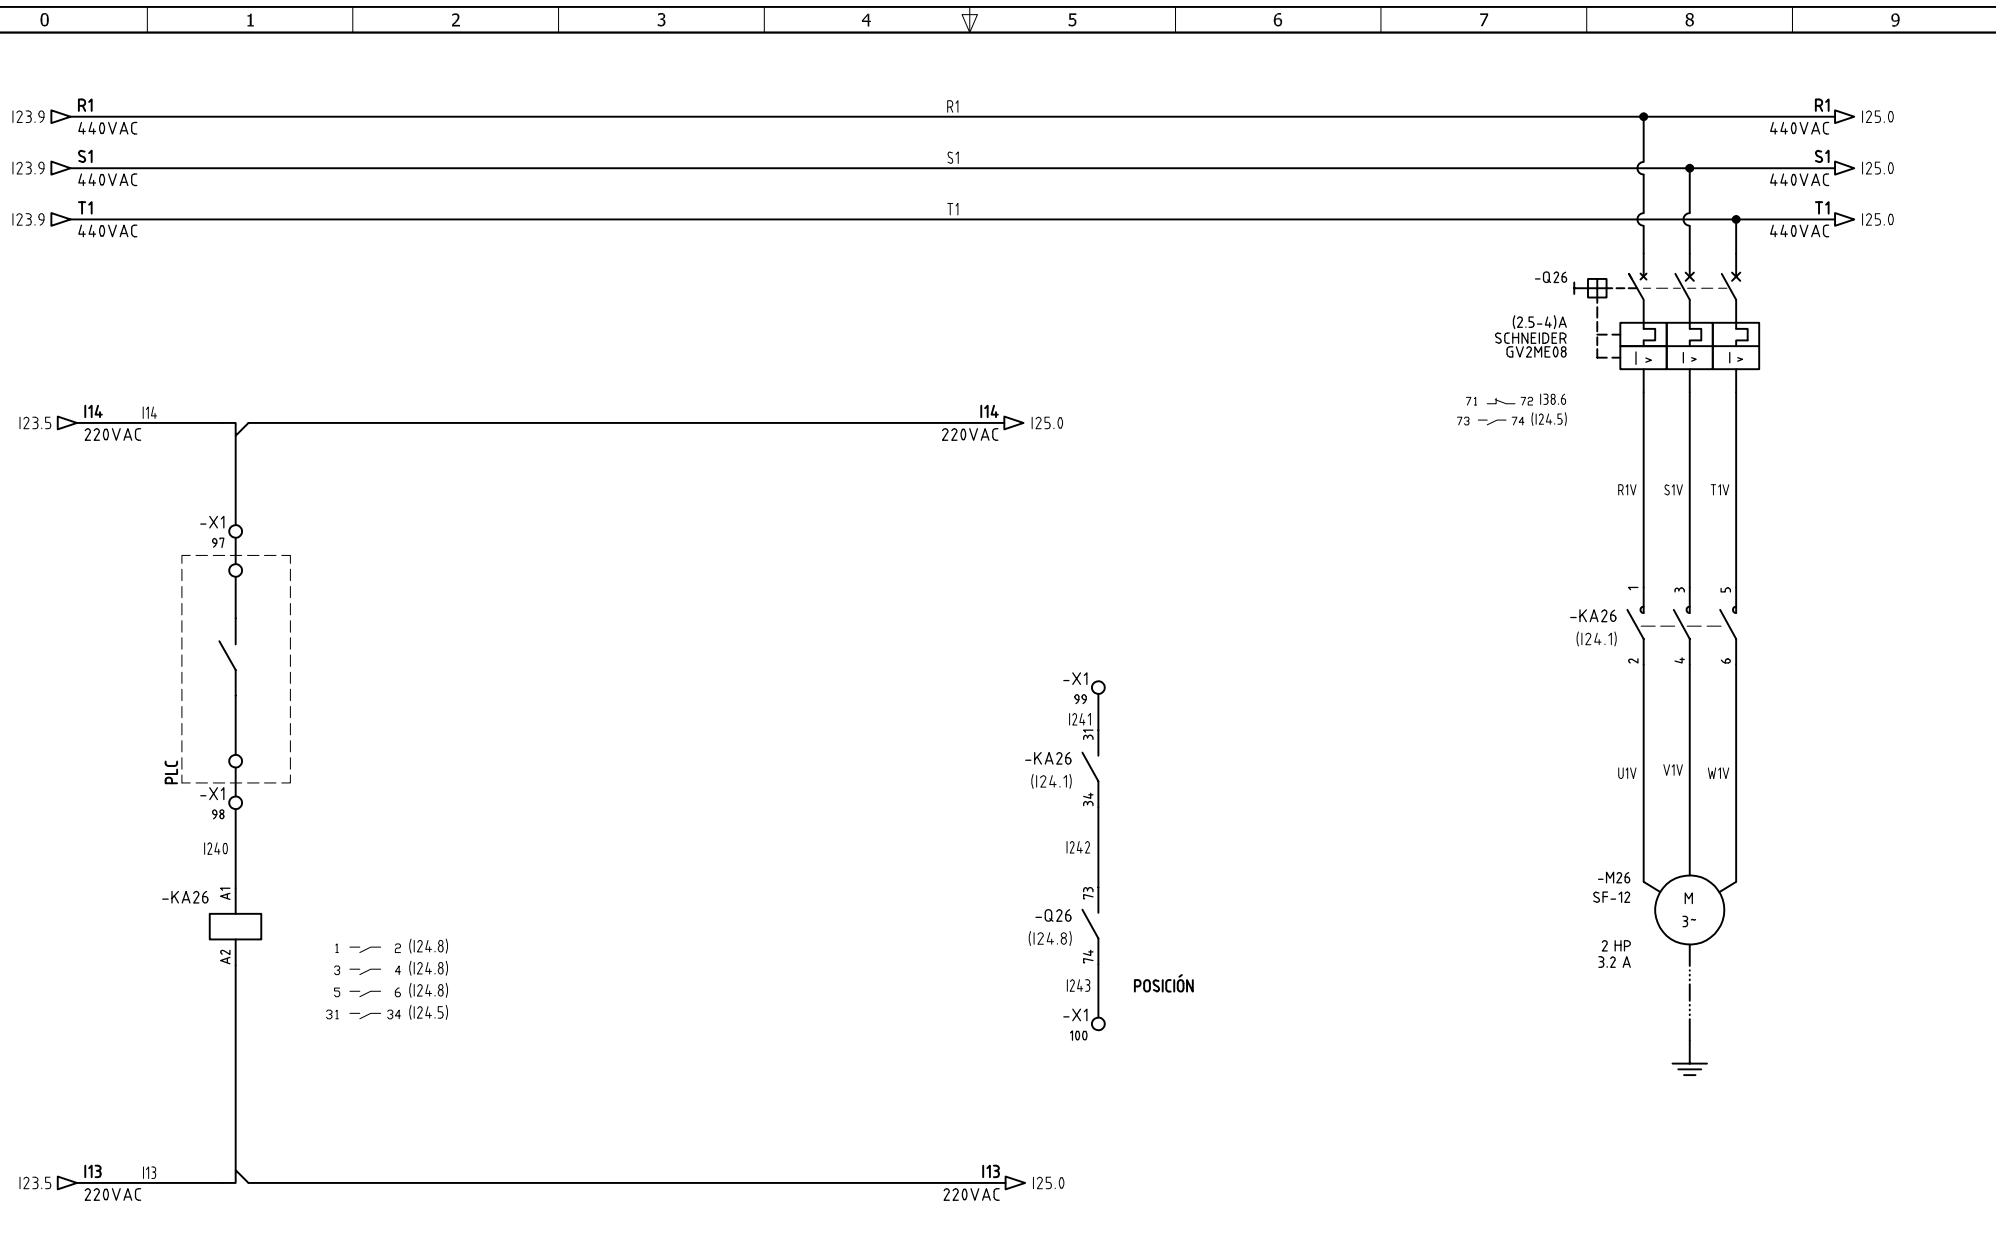 0 1 2 3 4 5 6 7 8 9
I23.9 R1 R1 R1 I25.0
440VAC 440VAC
I23.9 S1 S1 S1 I25.0
440VAC 440VAC
I23.9 T1 T1 T1 I25.0
440VAC 440VAC
-Q26
(2.5-4)A
SCHNEIDER
GV2ME08
I > I > I >
71 72 I38.6
73 74 (I24.5)
I23.5 I14 I14 I14 I25.0
220VAC 220VAC
R1V S1V T1V
-X1
97
PLC
-X1
98
I240
-KA26 A1
A2
1 2 (I24.8)
3 4 (I24.8)
5 6 (I24.8)
31 34 (I24.5)
-X1
99
I241
31
-KA26
(I24.1)
34
I242
73
-Q26
(I24.8)
74
I243
POSICIÓN
-X1
100
1 3 5
-KA26
(I24.1)
2 4 6
U1V V1V W1V
-M26
SF-12
M
3~
2 HP
3.2 A
I23.5 I13 I13 I13 I25.0
220VAC 220VAC